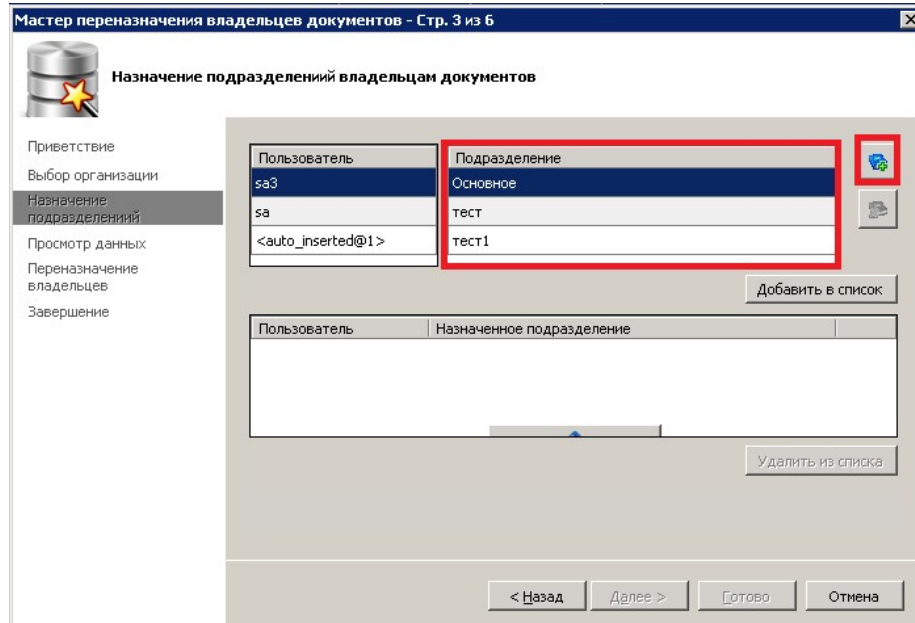 Мастер переназначения владельцев документов - Стр. 3 из 6
Назначение подразделениий владельцам документов
Приветствие
Выбор организации
Назначение
подразделениий
Просмотр данных
Переназначение
владельцев
Завершение
Пользователь Подразделение
sa3 Основное
sa тест
<auto_inserted@1> тест1
Добавить в список
Пользователь Назначенное подразделение
Удалить из списка
< Назад Далее > Готово Отмена